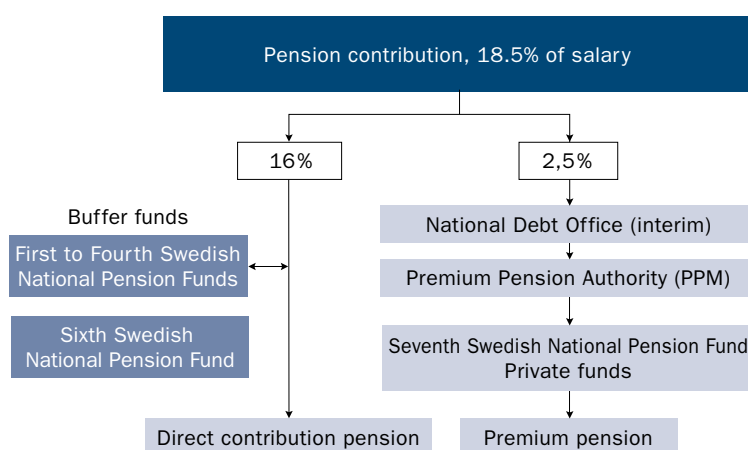 Pension contribution, 18.5% of salary
16%
2,5%
Buffer funds
First to Fourth Swedish
National Pension Funds
Sixth Swedish
National Pension Fund
National Debt Office (interim)
Premium Pension Authority (PPM)
Seventh Swedish National Pension Fund
Private funds
Direct contribution pension
Premium pension